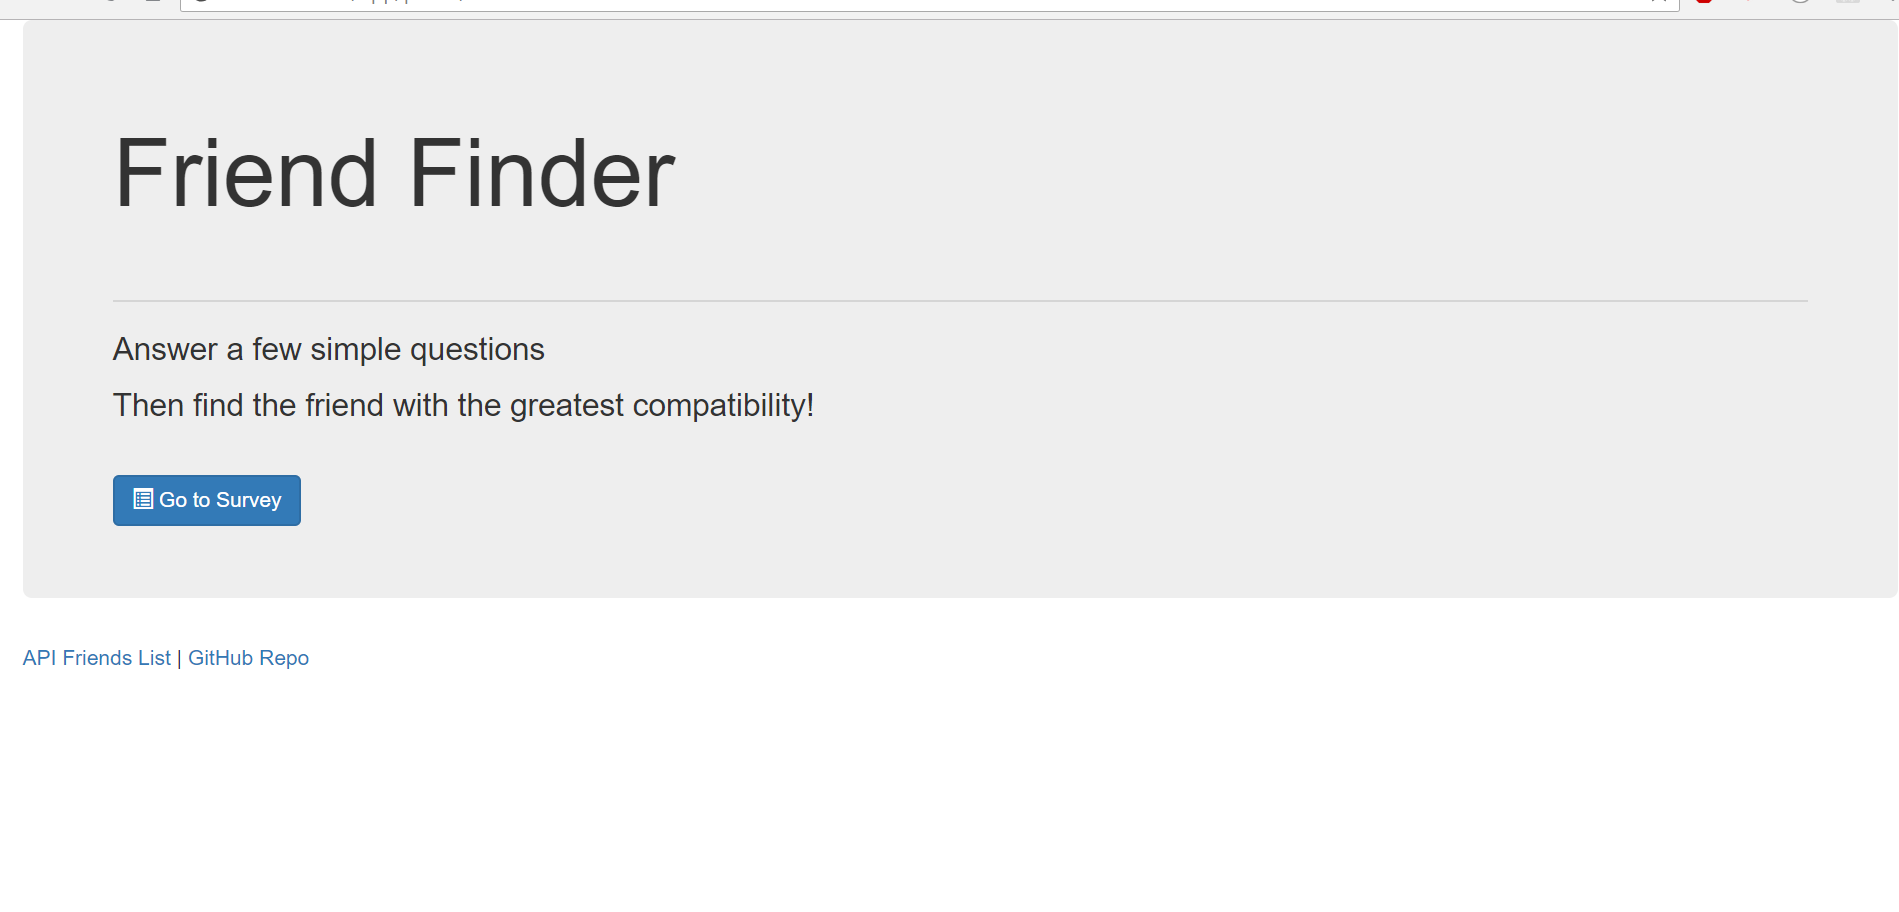 Friend Finder
Answer a few simple questions
Then find the friend with the greatest compatibility!
Go to Survey
API Friends List | GitHub Repo